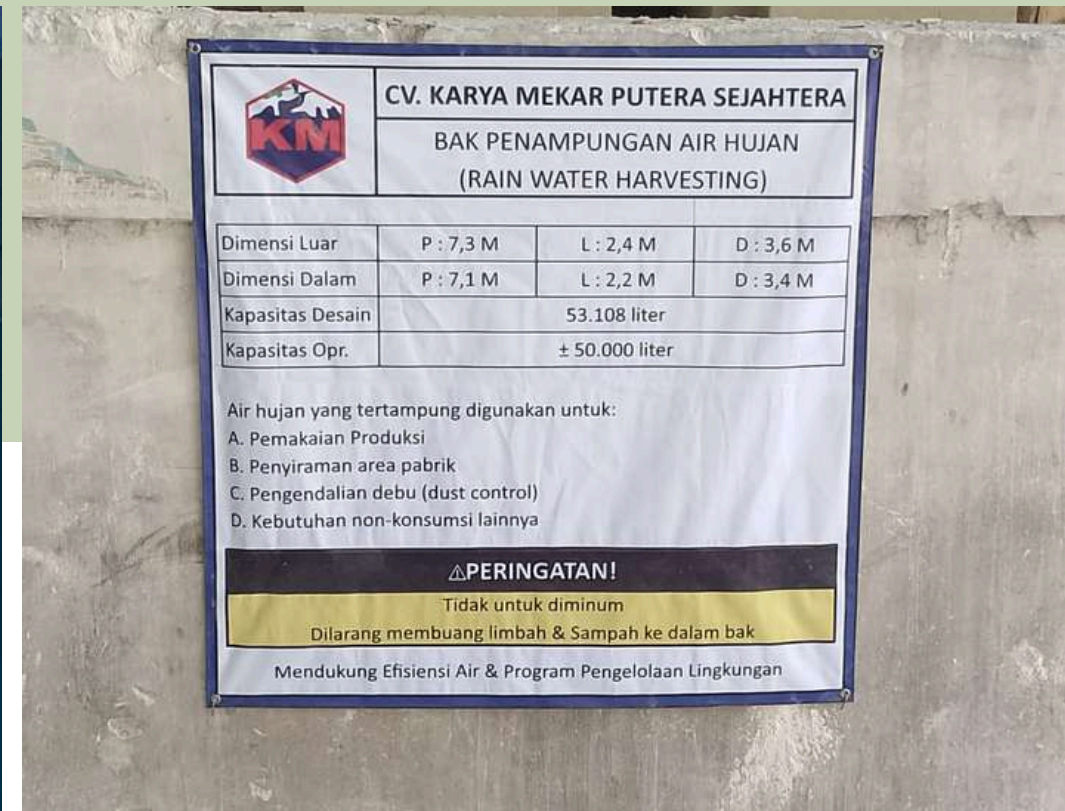 KM
CV. KARYA MEKAR PUTERA SEJAHTERA
BAK PENAMPUNGAN AIR HUJAN
(RAIN WATER HARVESTING)
Dimensi Luar P : 7,3 M L : 2,4 M D : 3,6 M
Dimensi Dalam P : 7,1 M L : 2,2 M D : 3,4 M
Kapasitas Desain 53.108 liter
Kapasitas Opr. ± 50.000 liter
Air hujan yang tertampung digunakan untuk:
A. Pemakaian Produksi
B. Penyiraman area pabrik
C. Pengendalian debu (dust control)
D. Kebutuhan non-konsumsi lainnya
⚠PERINGATAN!
Tidak untuk diminum
Dilarang membuang limbah & Sampah ke dalam bak
Mendukung Efisiensi Air & Program Pengelolaan Lingkungan